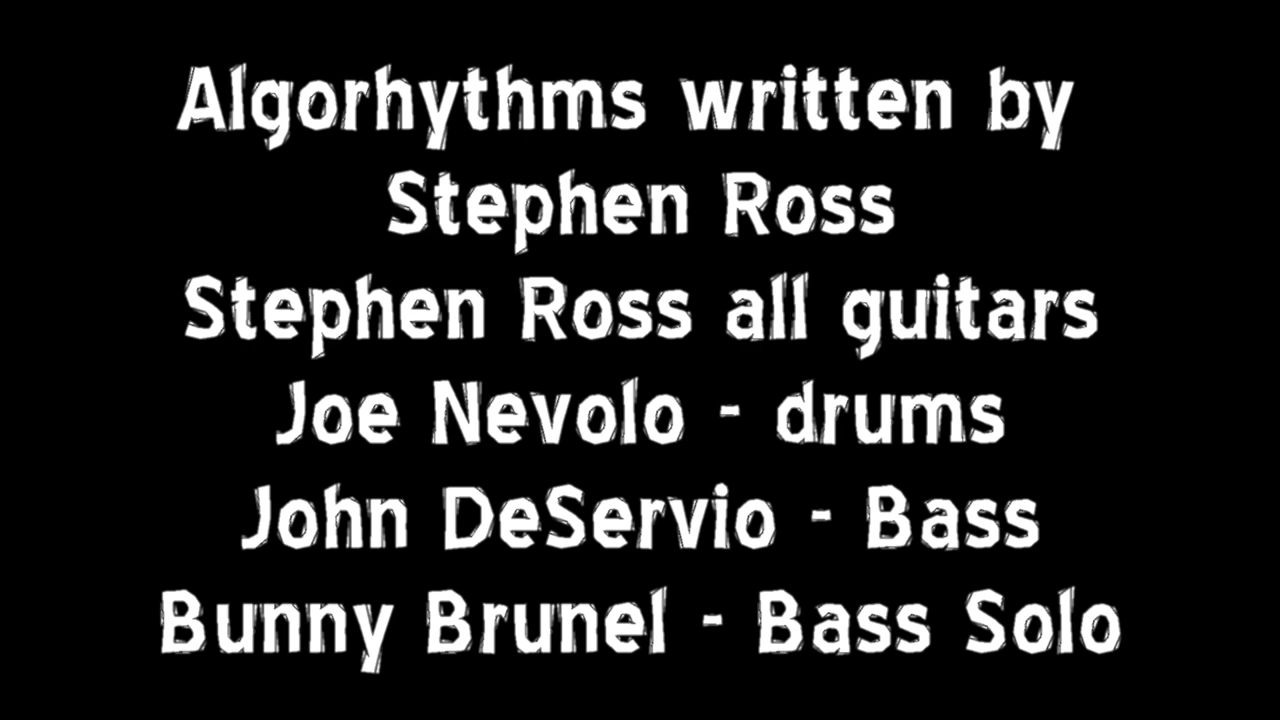 Algorhythms written by
Stephen Ross
Stephen Ross all guitars
Joe Nevolo - drums
John DeServio - Bass
Bunny Brunel - Bass Solo